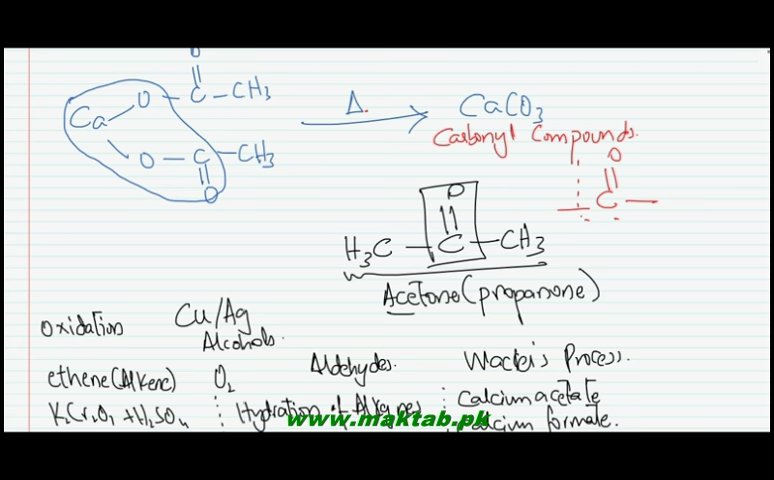 O
Ca O – C – CH3
O – C – CH3
O
Δ
CaCO3
Carbonyl Compounds.
O
C
O
H3C – C – CH3
Acetone (propanone)
oxidation Cu/Ag
Alcohols.
Aldehydes. Wacker's Process.
ethene (Alkene) O2
K2Cr2O7 + H2SO4 Hydration of Alkynes Calcium acetate
Calcium formate.
www.maktab.pk